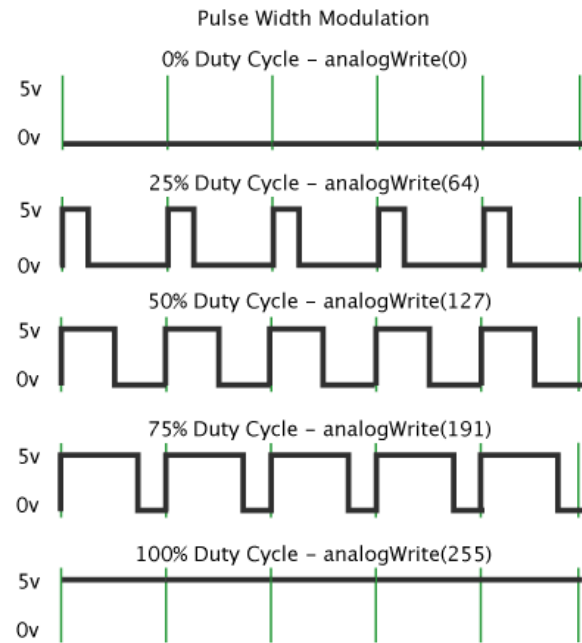 Pulse Width Modulation
0% Duty Cycle – analogWrite(0)
5v
0v
25% Duty Cycle – analogWrite(64)
5v
0v
50% Duty Cycle – analogWrite(127)
5v
0v
75% Duty Cycle – analogWrite(191)
5v
0v
100% Duty Cycle – analogWrite(255)
5v
0v